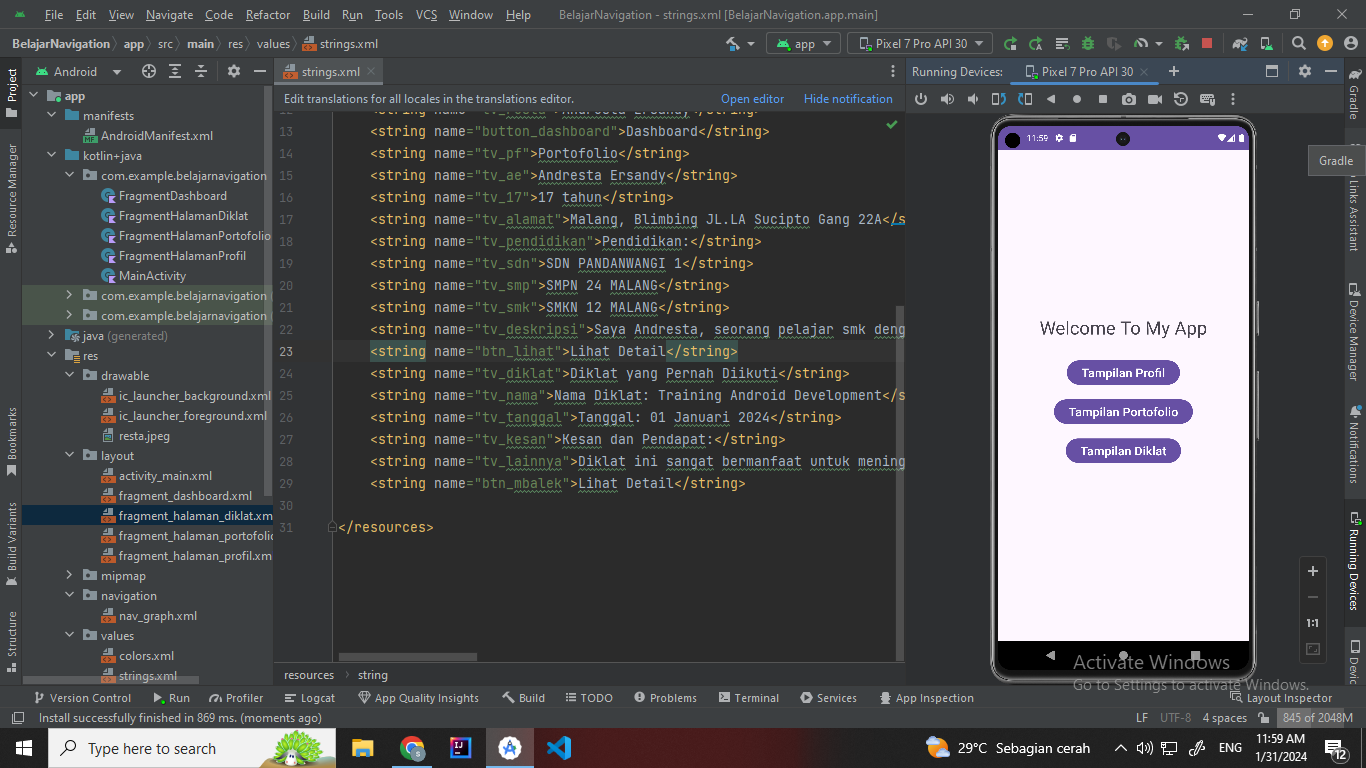 File Edit View Navigate Code Refactor Build Run Tools VCS Window Help BelajarNavigation - strings.xml [BelajarNavigation.app.main]
BelajarNavigation app src main res values strings.xml
app Pixel 7 Pro API 30
Project
Resource Manager
Bookmarks
Build Variants
Structure
Android
app
manifests
AndroidManifest.xml
kotlin+java
com.example.belajarnavigation
FragmentDashboard
FragmentHalamanDiklat
FragmentHalamanPortofolio
FragmentHalamanProfil
MainActivity
com.example.belajarnavigation
com.example.belajarnavigation
java (generated)
res
drawable
ic_launcher_background.xml
ic_launcher_foreground.xml
resta.jpeg
layout
activity_main.xml
fragment_dashboard.xml
fragment_halaman_diklat.xm
fragment_halaman_portofolio
fragment_halaman_profil.xm
mipmap
navigation
nav_graph.xml
values
colors.xml
strings.xml
strings.xml
Edit translations for all locales in the translations editor. Open editor Hide notification
13 <string name="button_dashboard">Dashboard</string>
14 <string name="tv_pf">Portofolio</string>
15 <string name="tv_ae">Andresta Ersandy</string>
16 <string name="tv_17">17 tahun</string>
17 <string name="tv_alamat">Malang, Blimbing JL.LA Sucipto Gang 22A</s
18 <string name="tv_pendidikan">Pendidikan:</string>
19 <string name="tv_sdn">SDN PANDANWANGI 1</string>
20 <string name="tv_smp">SMPN 24 MALANG</string>
21 <string name="tv_smk">SMKN 12 MALANG</string>
22 <string name="tv_deskripsi">Saya Andresta, seorang pelajar smk deng
23 <string name="btn_lihat">Lihat Detail</string>
24 <string name="tv_diklat">Diklat yang Pernah Diikuti</string>
25 <string name="tv_nama">Nama Diklat: Training Android Development</s
26 <string name="tv_tanggal">Tanggal: 01 Januari 2024</string>
27 <string name="tv_kesan">Kesan dan Pendapat:</string>
28 <string name="tv_lainnya">Diklat ini sangat bermanfaat untuk mening
29 <string name="btn_mbalek">Lihat Detail</string>
30
31 </resources>
resources string
Running Devices: Pixel 7 Pro API 30
11:59
Welcome To My App
Tampilan Profil
Tampilan Portofolio
Tampilan Diklat
1:1
Gradle
Gradle
Links Assistant
Device Manager
Notifications
Running Devices
Devic
Activate Windows
Go to Settings to activate Windows.
Version Control Run Profiler Logcat App Quality Insights Build TODO Problems Terminal Services App Inspection Layout Inspector
Install successfully finished in 869 ms. (moments ago) LF UTF-8 4 spaces 845 of 2048M
Type here to search 29°C Sebagian cerah ENG 11:59 AM
1/31/2024
12